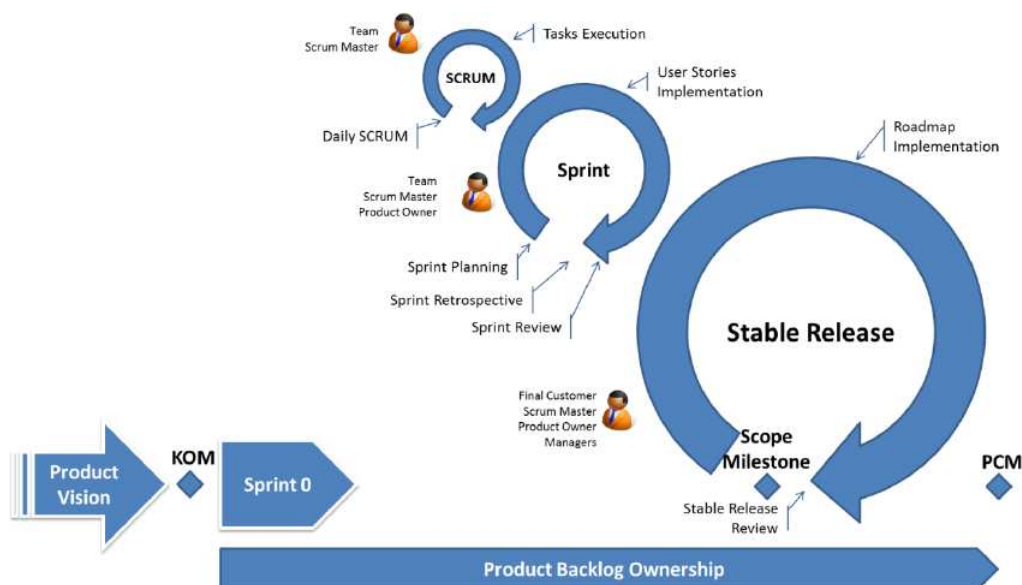 Team
Scrum Master
Tasks Execution
SCRUM
Daily SCRUM
User Stories
Implementation
Team
Scrum Master
Product Owner
Sprint
Sprint Planning
Sprint Retrospective
Sprint Review
Roadmap
Implementation
Stable Release
Final Customer
Scrum Master
Product Owner
Managers
Scope
Milestone
Stable Release
Review
PCM
Product
Vision
KOM
Sprint 0
Product Backlog Ownership